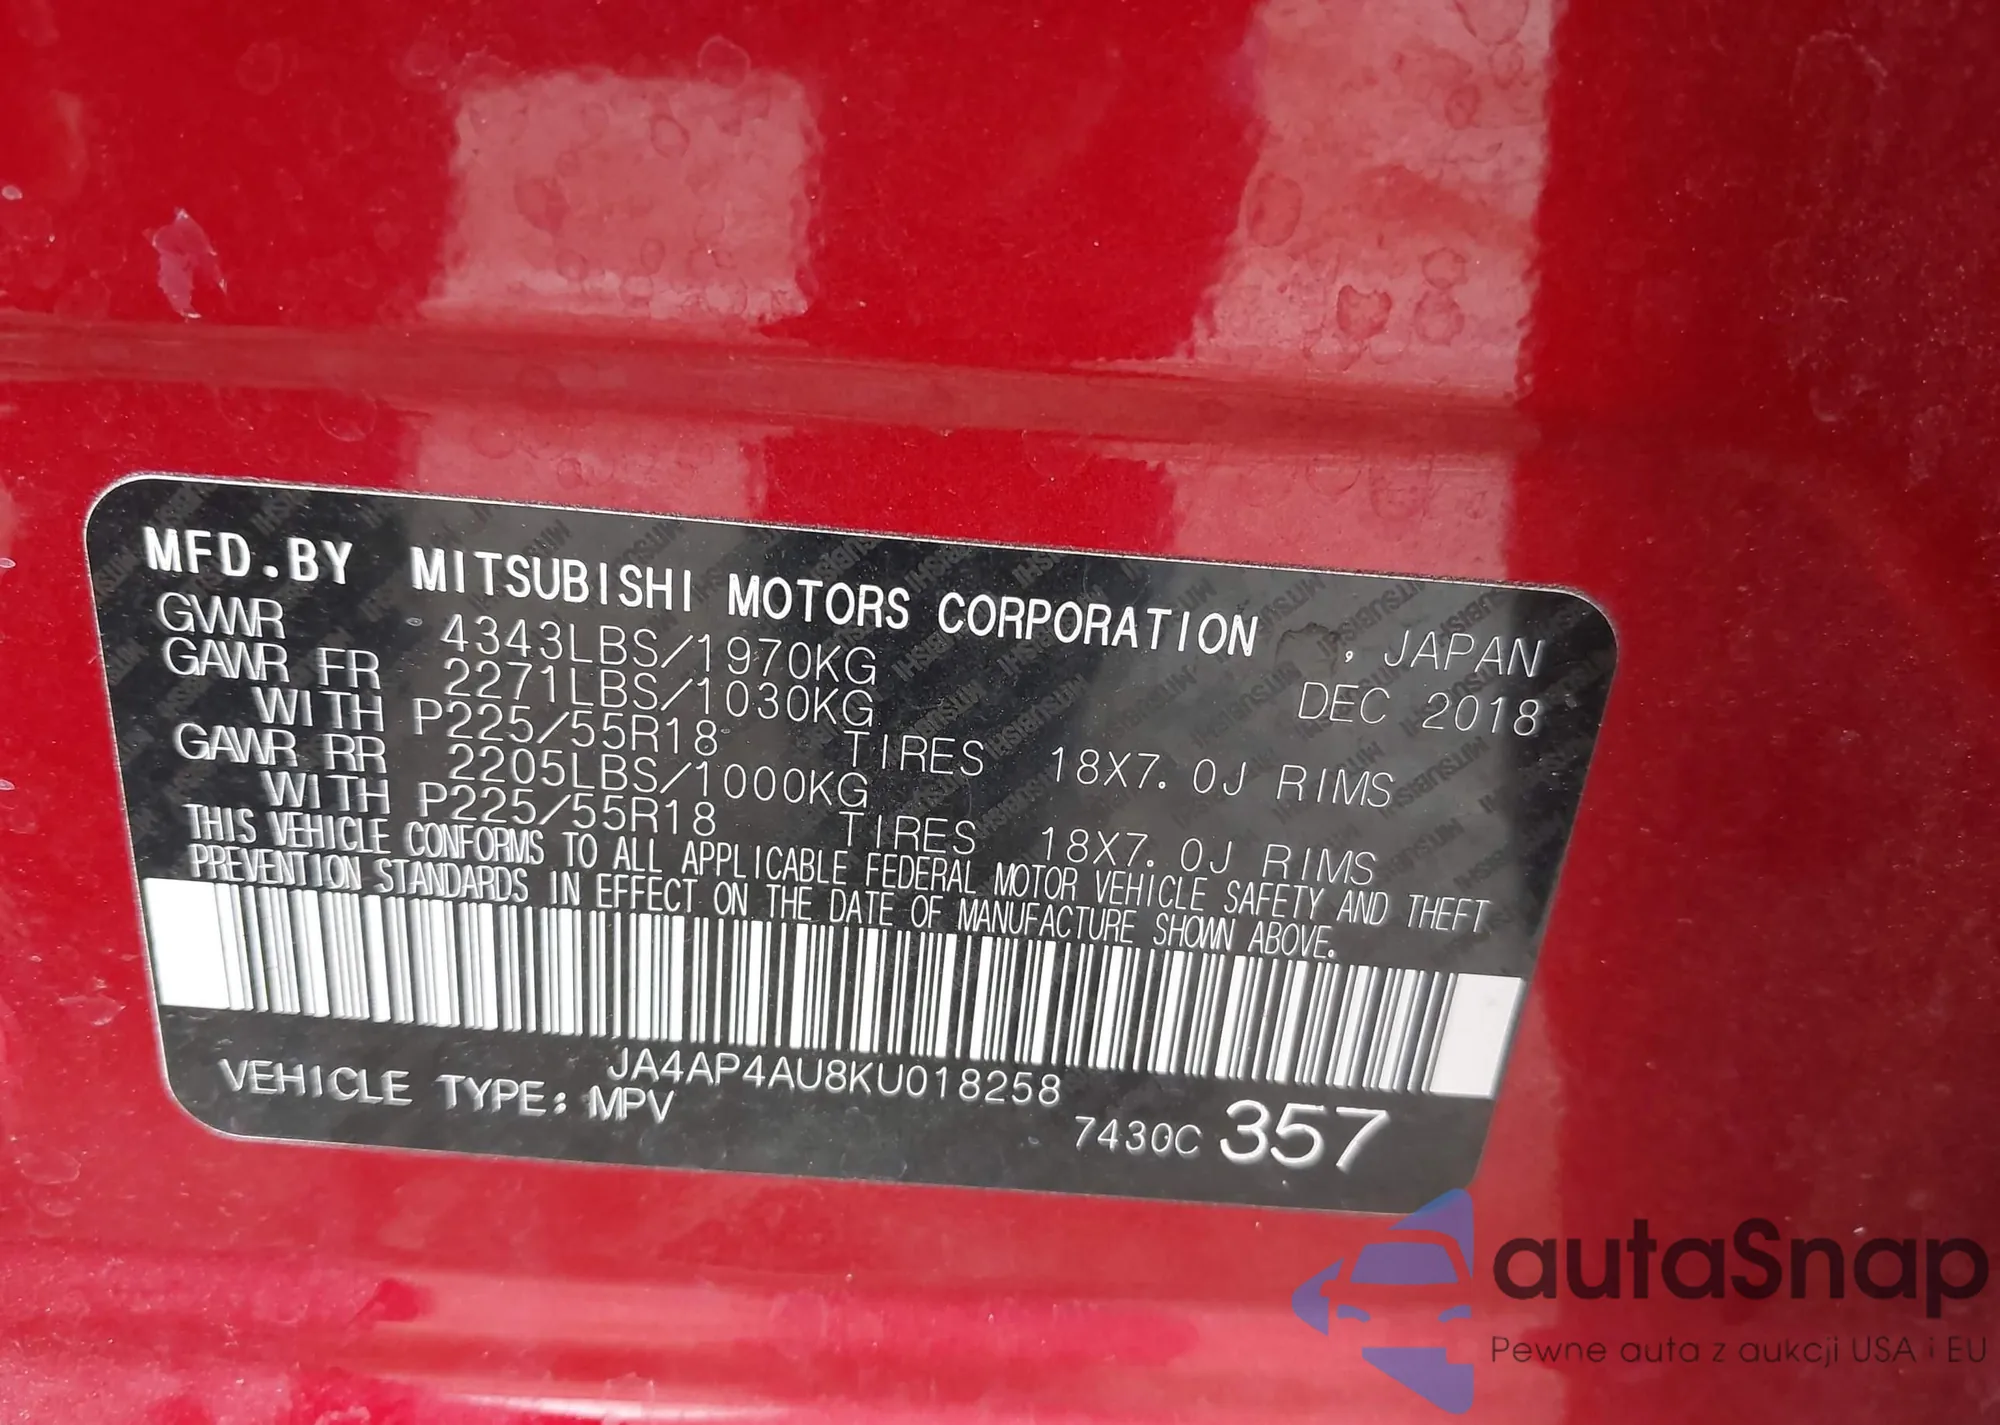 MFD.BY MITSUBISHI MOTORS CORPORATION , JAPAN
GVWR 4343LBS/1970KG DEC 2018
GAWR FR 2271LBS/1030KG
WITH P225/55R18 TIRES 18X7.0J RIMS
GAWR RR 2205LBS/1000KG
WITH P225/55R18 TIRES 18X7.0J RIMS
THIS VEHICLE CONFORMS TO ALL APPLICABLE FEDERAL MOTOR VEHICLE SAFETY AND THEFT
PREVENTION STANDARDS IN EFFECT ON THE DATE OF MANUFACTURE SHOWN ABOVE.
JA4AP4AU8KU018258
VEHICLE TYPE: MPV
7430C 357
autaSnap
Pewne auta z aukcji USA i EU